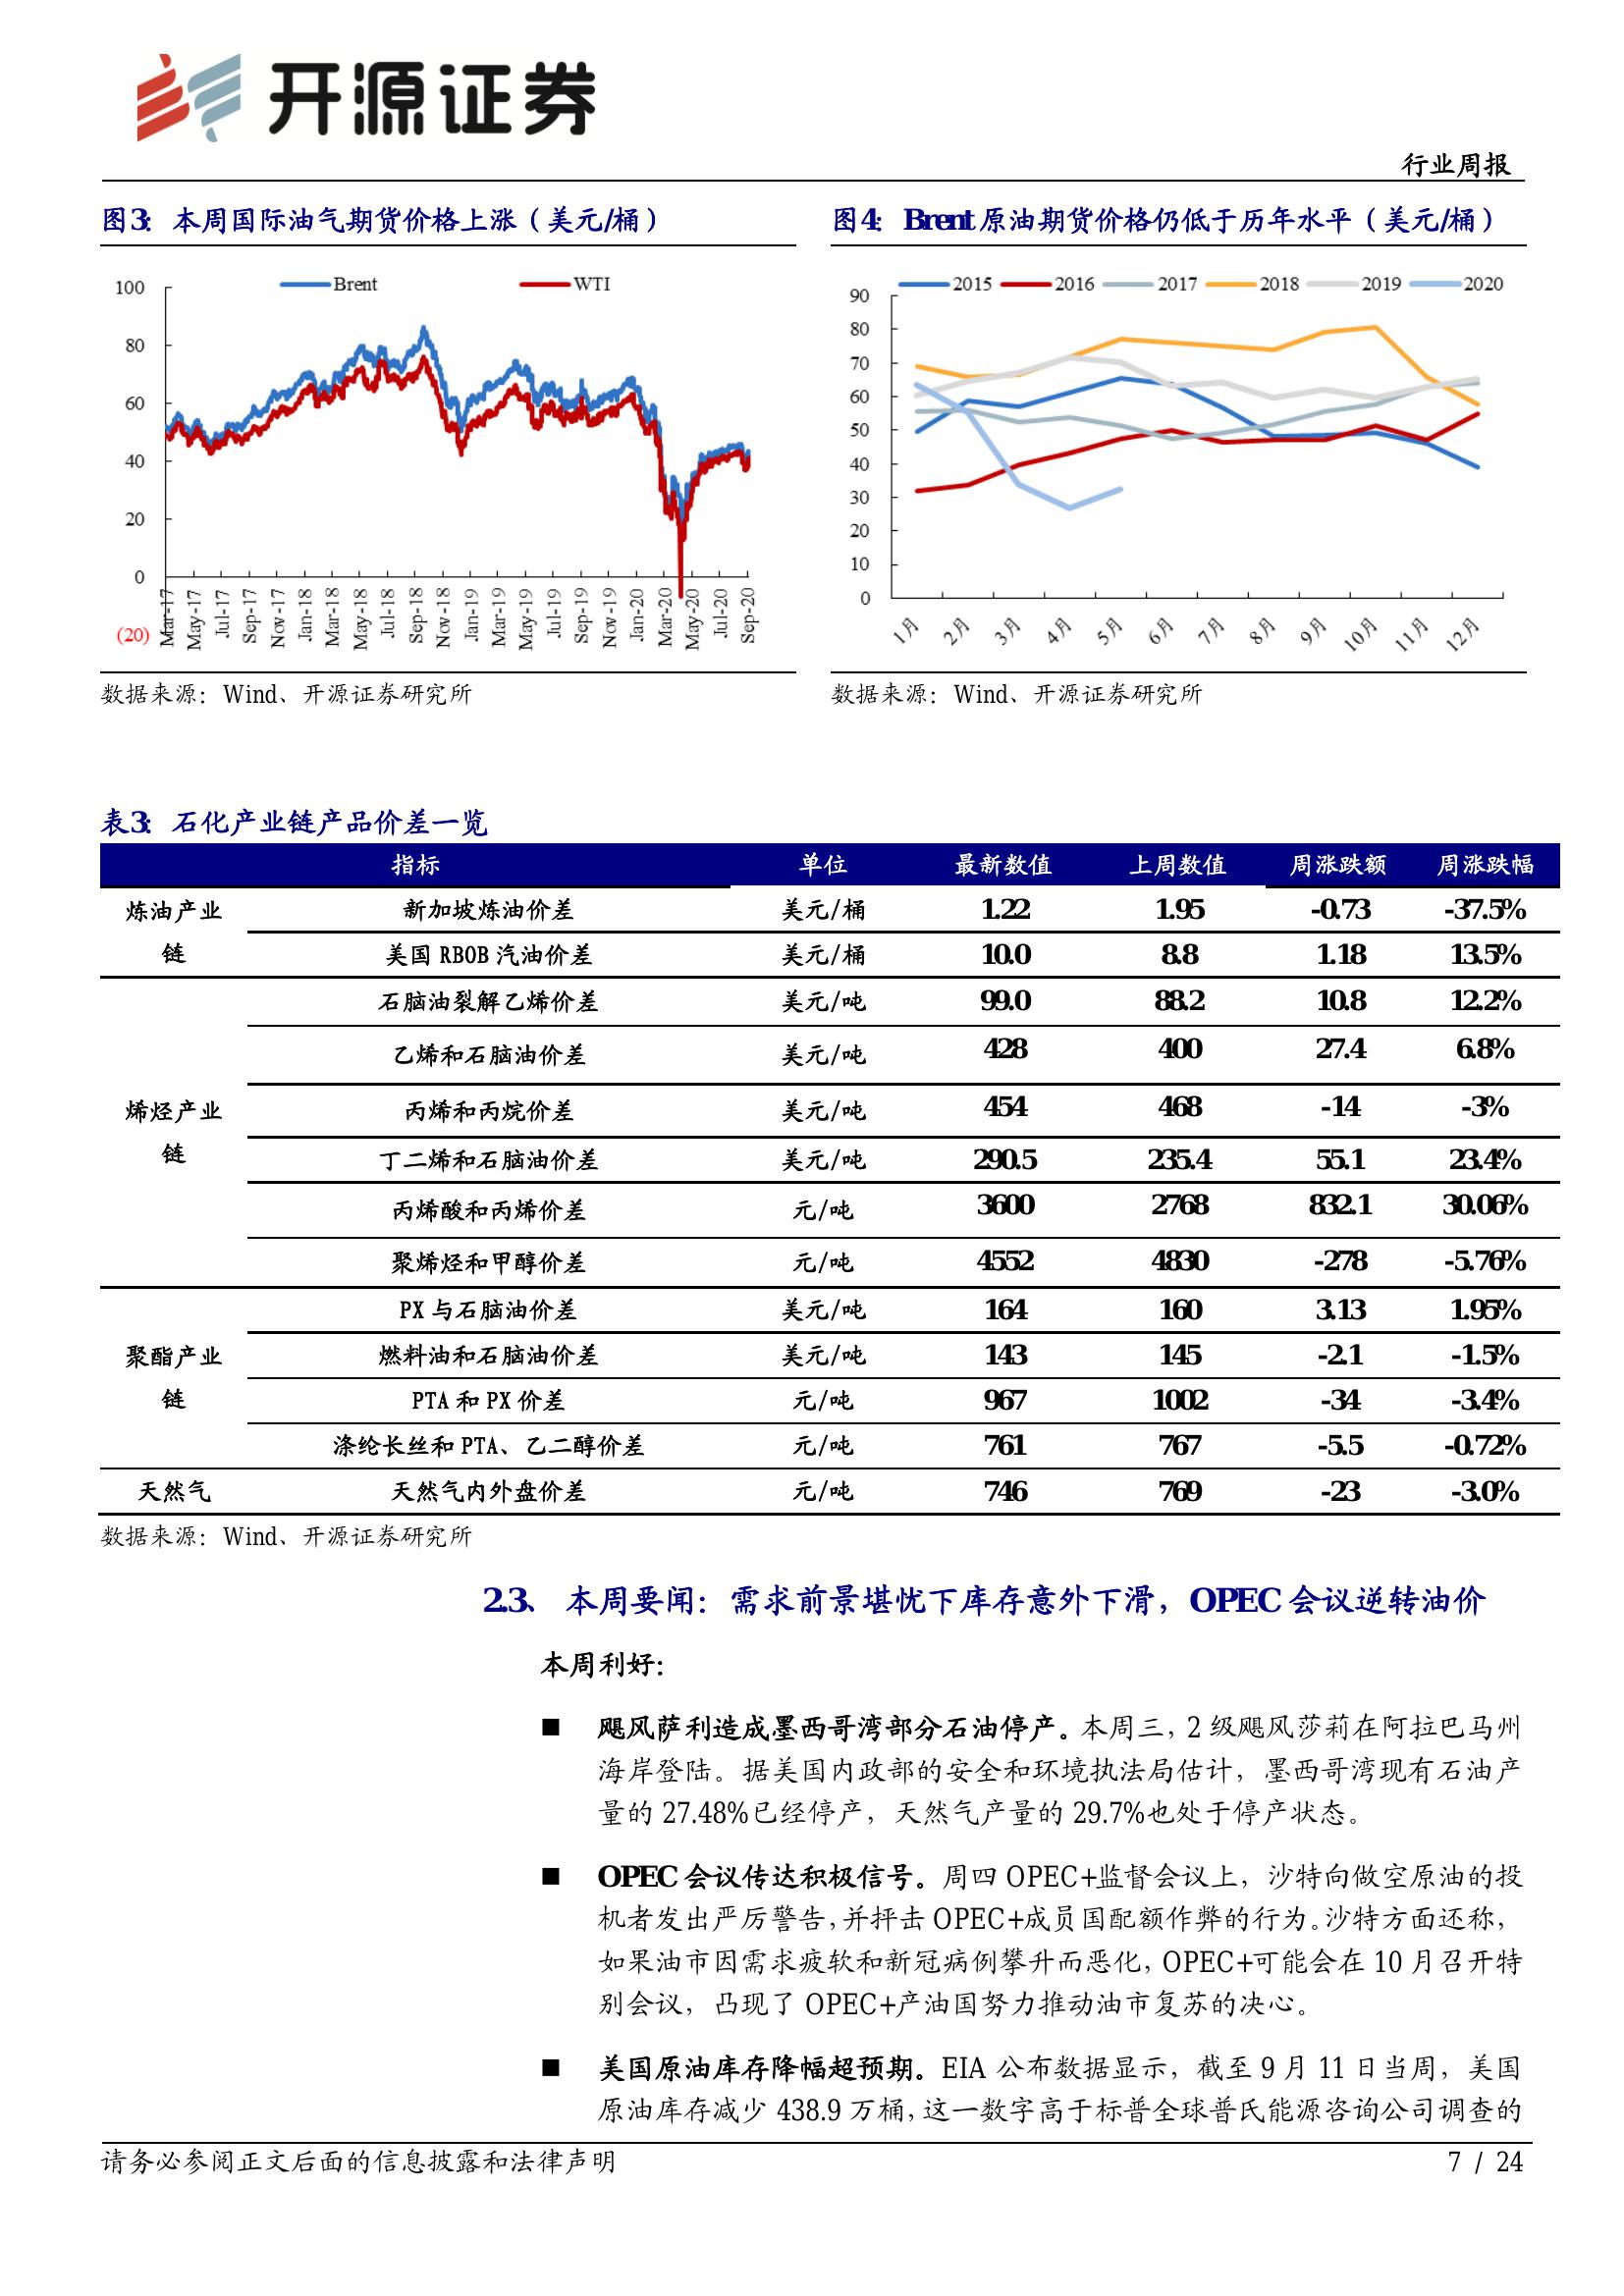 开源证券
行业周报
图3： 本周国际油气期货价格上涨（美元/桶）
Brent WTI
100
80
60
40
20
0
(20)
Mar-17 May-17 Jul-17 Sep-17 Nov-17 Jan-18 Mar-18 May-18 Jul-18 Sep-18 Nov-18 Jan-19 Mar-19 May-19 Jul-19 Sep-19 Nov-19 Jan-20 Mar-20 May-20 Jul-20 Sep-20
数据来源：Wind、开源证券研究所
图4： Brent原油期货价格仍低于历年水平（美元/桶）
2015 2016 2017 2018 2019 2020
90
80
70
60
50
40
30
20
10
0
1月 2月 3月 4月 5月 6月 7月 8月 9月 10月 11月 12月
数据来源：Wind、开源证券研究所
表3： 石化产业链产品价差一览
指标 单位 最新数值 上周数值 周涨跌额 周涨跌幅
炼油产业链
新加坡炼油价差 美元/桶 1.22 1.95 -0.73 -37.5%
美国 RBOB 汽油价差 美元/桶 10.0 8.8 1.18 13.5%
烯烃产业链
石脑油裂解乙烯价差 美元/吨 99.0 88.2 10.8 12.2%
乙烯和石脑油价差 美元/吨 428 400 27.4 6.8%
丙烯和丙烷价差 美元/吨 454 468 -14 -3%
丁二烯和石脑油价差 美元/吨 290.5 235.4 55.1 23.4%
丙烯酸和丙烯价差 元/吨 3600 2768 832.1 30.06%
聚烯烃和甲醇价差 元/吨 4552 4830 -278 -5.76%
聚酯产业链
PX 与石脑油价差 美元/吨 164 160 3.13 1.95%
燃料油和石脑油价差 美元/吨 143 145 -2.1 -1.5%
PTA 和 PX 价差 元/吨 967 1002 -34 -3.4%
涤纶长丝和 PTA、乙二醇价差 元/吨 761 767 -5.5 -0.72%
天然气 天然气内外盘价差 元/吨 746 769 -23 -3.0%
数据来源：Wind、开源证券研究所
2.3、 本周要闻：需求前景堪忧下库存意外下滑，OPEC 会议逆转油价
本周利好：
■ 飓风萨利造成墨西哥湾部分石油停产。本周三，2 级飓风莎莉在阿拉巴马州
海岸登陆。据美国内政部的安全和环境执法局估计，墨西哥湾现有石油产
量的 27.48%已经停产，天然气产量的 29.7%也处于停产状态。
■ OPEC 会议传达积极信号。周四 OPEC+监督会议上，沙特向做空原油的投
机者发出严厉警告，并抨击 OPEC+成员国配额作弊的行为。沙特方面还称，
如果油市因需求疲软和新冠病例攀升而恶化，OPEC+可能会在 10 月召开特
别会议，凸现了 OPEC+产油国努力推动油市复苏的决心。
■ 美国原油库存降幅超预期。EIA 公布数据显示，截至 9 月 11 日当周，美国
原油库存减少 438.9 万桶，这一数字高于标普全球普氏能源咨询公司调查的
请务必参阅正文后面的信息披露和法律声明
7 / 24